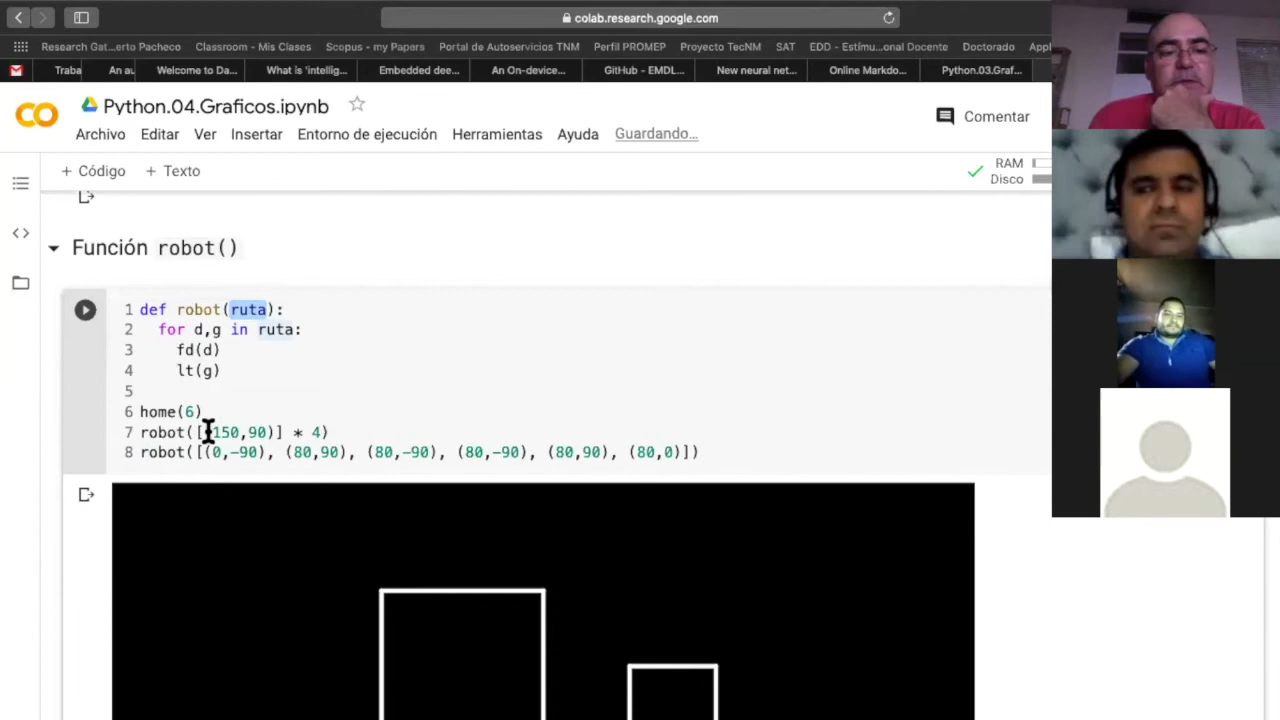 colab.research.google.com
Research Gat...erto Pacheco Classroom - Mis Clases Scopus - my Papers Portal de Autoservicios TNM Perfil PROMEP Proyecto TecNM SAT EDD - Estímu...onal Docente Doctorado Appl
Traba An au Welcome to Da... What is 'intellig... Embedded dee... An On-device... GitHub - EMDL... New neural net... Online Markdo... Python.03.Graf...
CO Python.04.Graficos.ipynb
Archivo Editar Ver Insertar Entorno de ejecución Herramientas Ayuda Guardando... Comentar
+ Código + Texto RAM
Disco
Función robot()
1 def robot(ruta):
2 for d,g in ruta:
3 fd(d)
4 lt(g)
5
6 home(6)
7 robot([(150,90)] * 4)
8 robot([(0,-90), (80,90), (80,-90), (80,-90), (80,90), (80,0)])